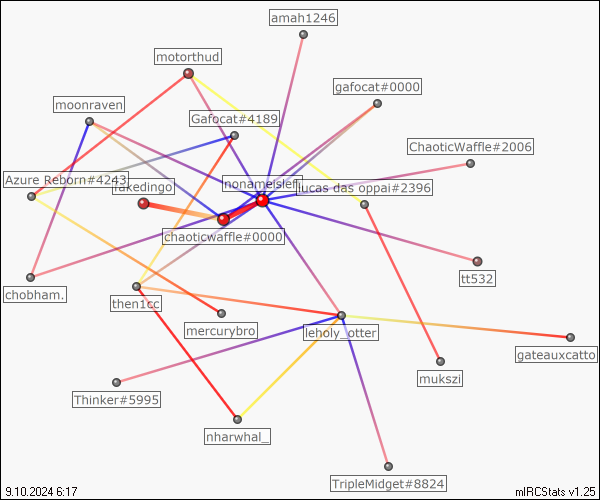 amah1246
motorthud
gafocat#0000
moonraven
Gafocat#4189
ChaoticWaffle#2006
Azure Reborn#4243
rakedingo
nonameisleft
lucas das oppai#2396
chaoticwaffle#0000
chobham.
tt532
then1cc
mercurybro
leholy_otter
gateauxcatto
mukszi
Thinker#5995
nharwhal_
TripleMidget#8824
9.10.2024 6:17
mIRCStats v1.25